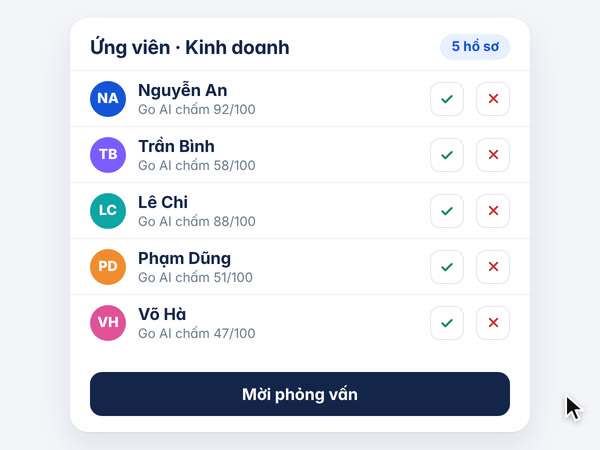 Ứng viên · Kinh doanh
5 hồ sơ
NA
Nguyễn An
Go AI chấm 92/100
TB
Trần Bình
Go AI chấm 58/100
LC
Lê Chi
Go AI chấm 88/100
PD
Phạm Dũng
Go AI chấm 51/100
VH
Võ Hà
Go AI chấm 47/100
Mời phỏng vấn